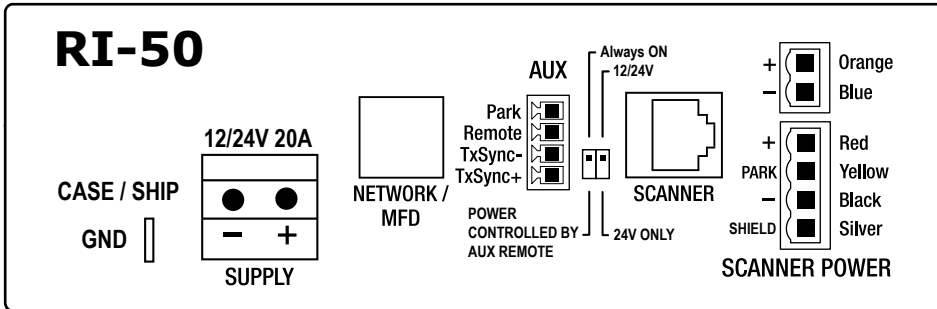 RI-50
12/24V 20A
CASE / SHIP
GND
− +
SUPPLY
NETWORK /
MFD
AUX
Park
Remote
TxSync-
TxSync+
Always ON
12/24V
POWER
CONTROLLED BY
AUX REMOTE
24V ONLY
SCANNER
+ Orange
− Blue
+ Red
PARK Yellow
− Black
SHIELD Silver
SCANNER POWER